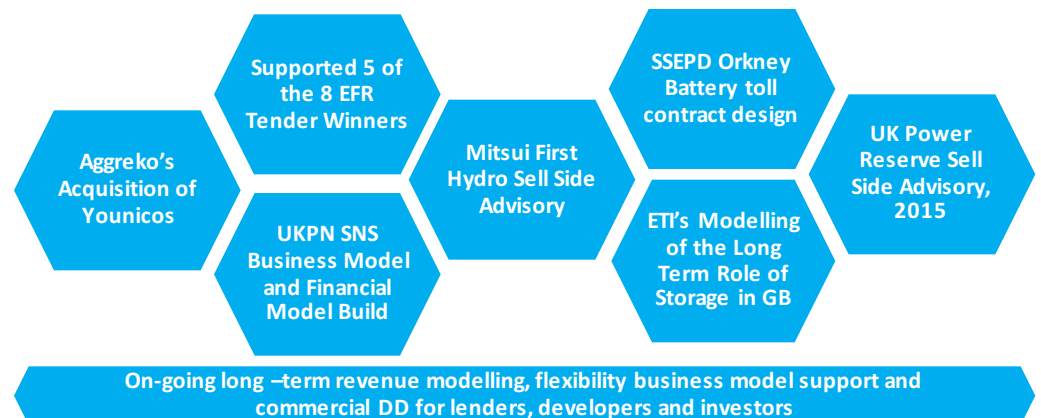 Aggreko's
Acquisition of
Younicos
Supported 5 of
the 8 EFR
Tender Winners
UKPN SNS
Business Model
and Financial
Model Build
Mitsui First
Hydro Sell Side
Advisory
SSEPD Orkney
Battery toll
contract design
ETI's Modelling
of the Long
Term Role of
Storage in GB
UK Power
Reserve Sell
Side Advisory,
2015
On-going long –term revenue modelling, flexibility business model support and
commercial DD for lenders, developers and investors